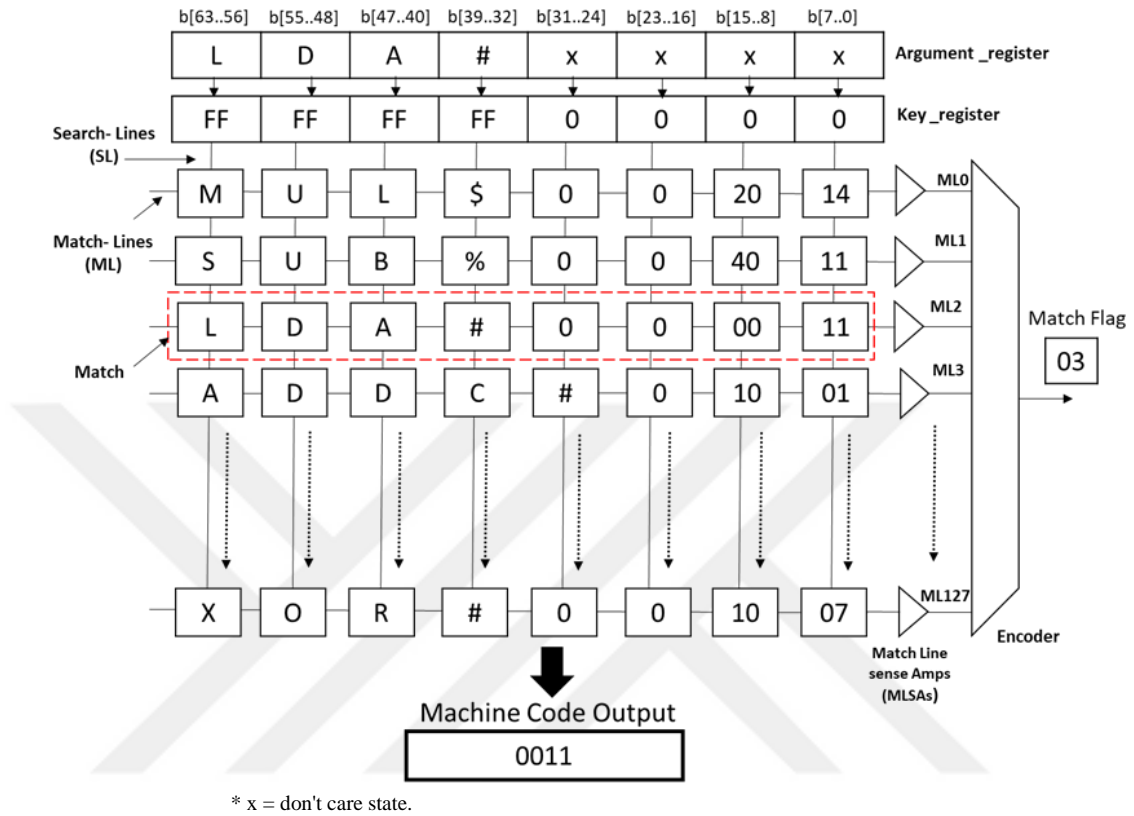 b[63..56] b[55..48] b[47..40] b[39..32] b[31..24] b[23..16] b[15..8] b[7..0]
L D A # x x x x Argument _register
FF FF FF FF 0 0 0 0 Key _register
Search- Lines
(SL)
M U L $ 0 0 20 14 ML0
Match- Lines
(ML)
S U B % 0 0 40 11 ML1
L D A # 0 0 00 11 ML2
Match
Match Flag
03
A D D C # 0 10 01 ML3
X O R # 0 0 10 07 ML127
Encoder
Match Line
sense Amps
(MLSAs)
Machine Code Output
0011
* x = don't care state.